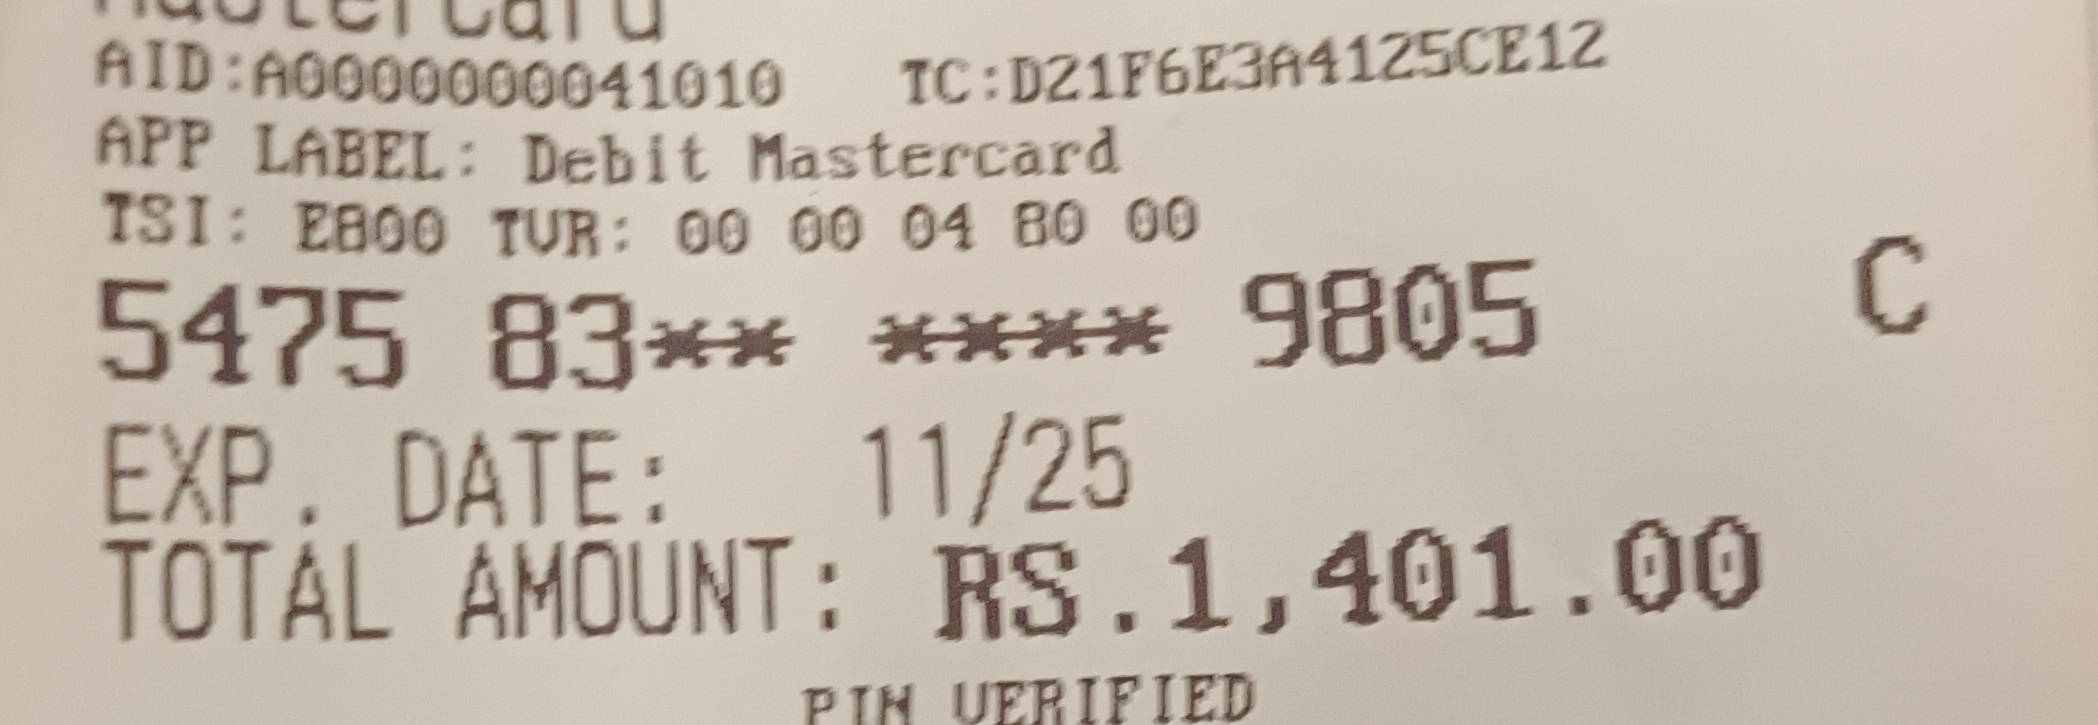 Mastercard
AID:A0000000041010 TC:D21F6E3A4125CE12
APP LABEL: Debit Mastercard
TSI: E800 TVR: 00 00 04 80 00
5475 83** **** 9805 C
EXP. DATE: 11/25
TOTAL AMOUNT: RS.1,401.00
PIN VERIFIED